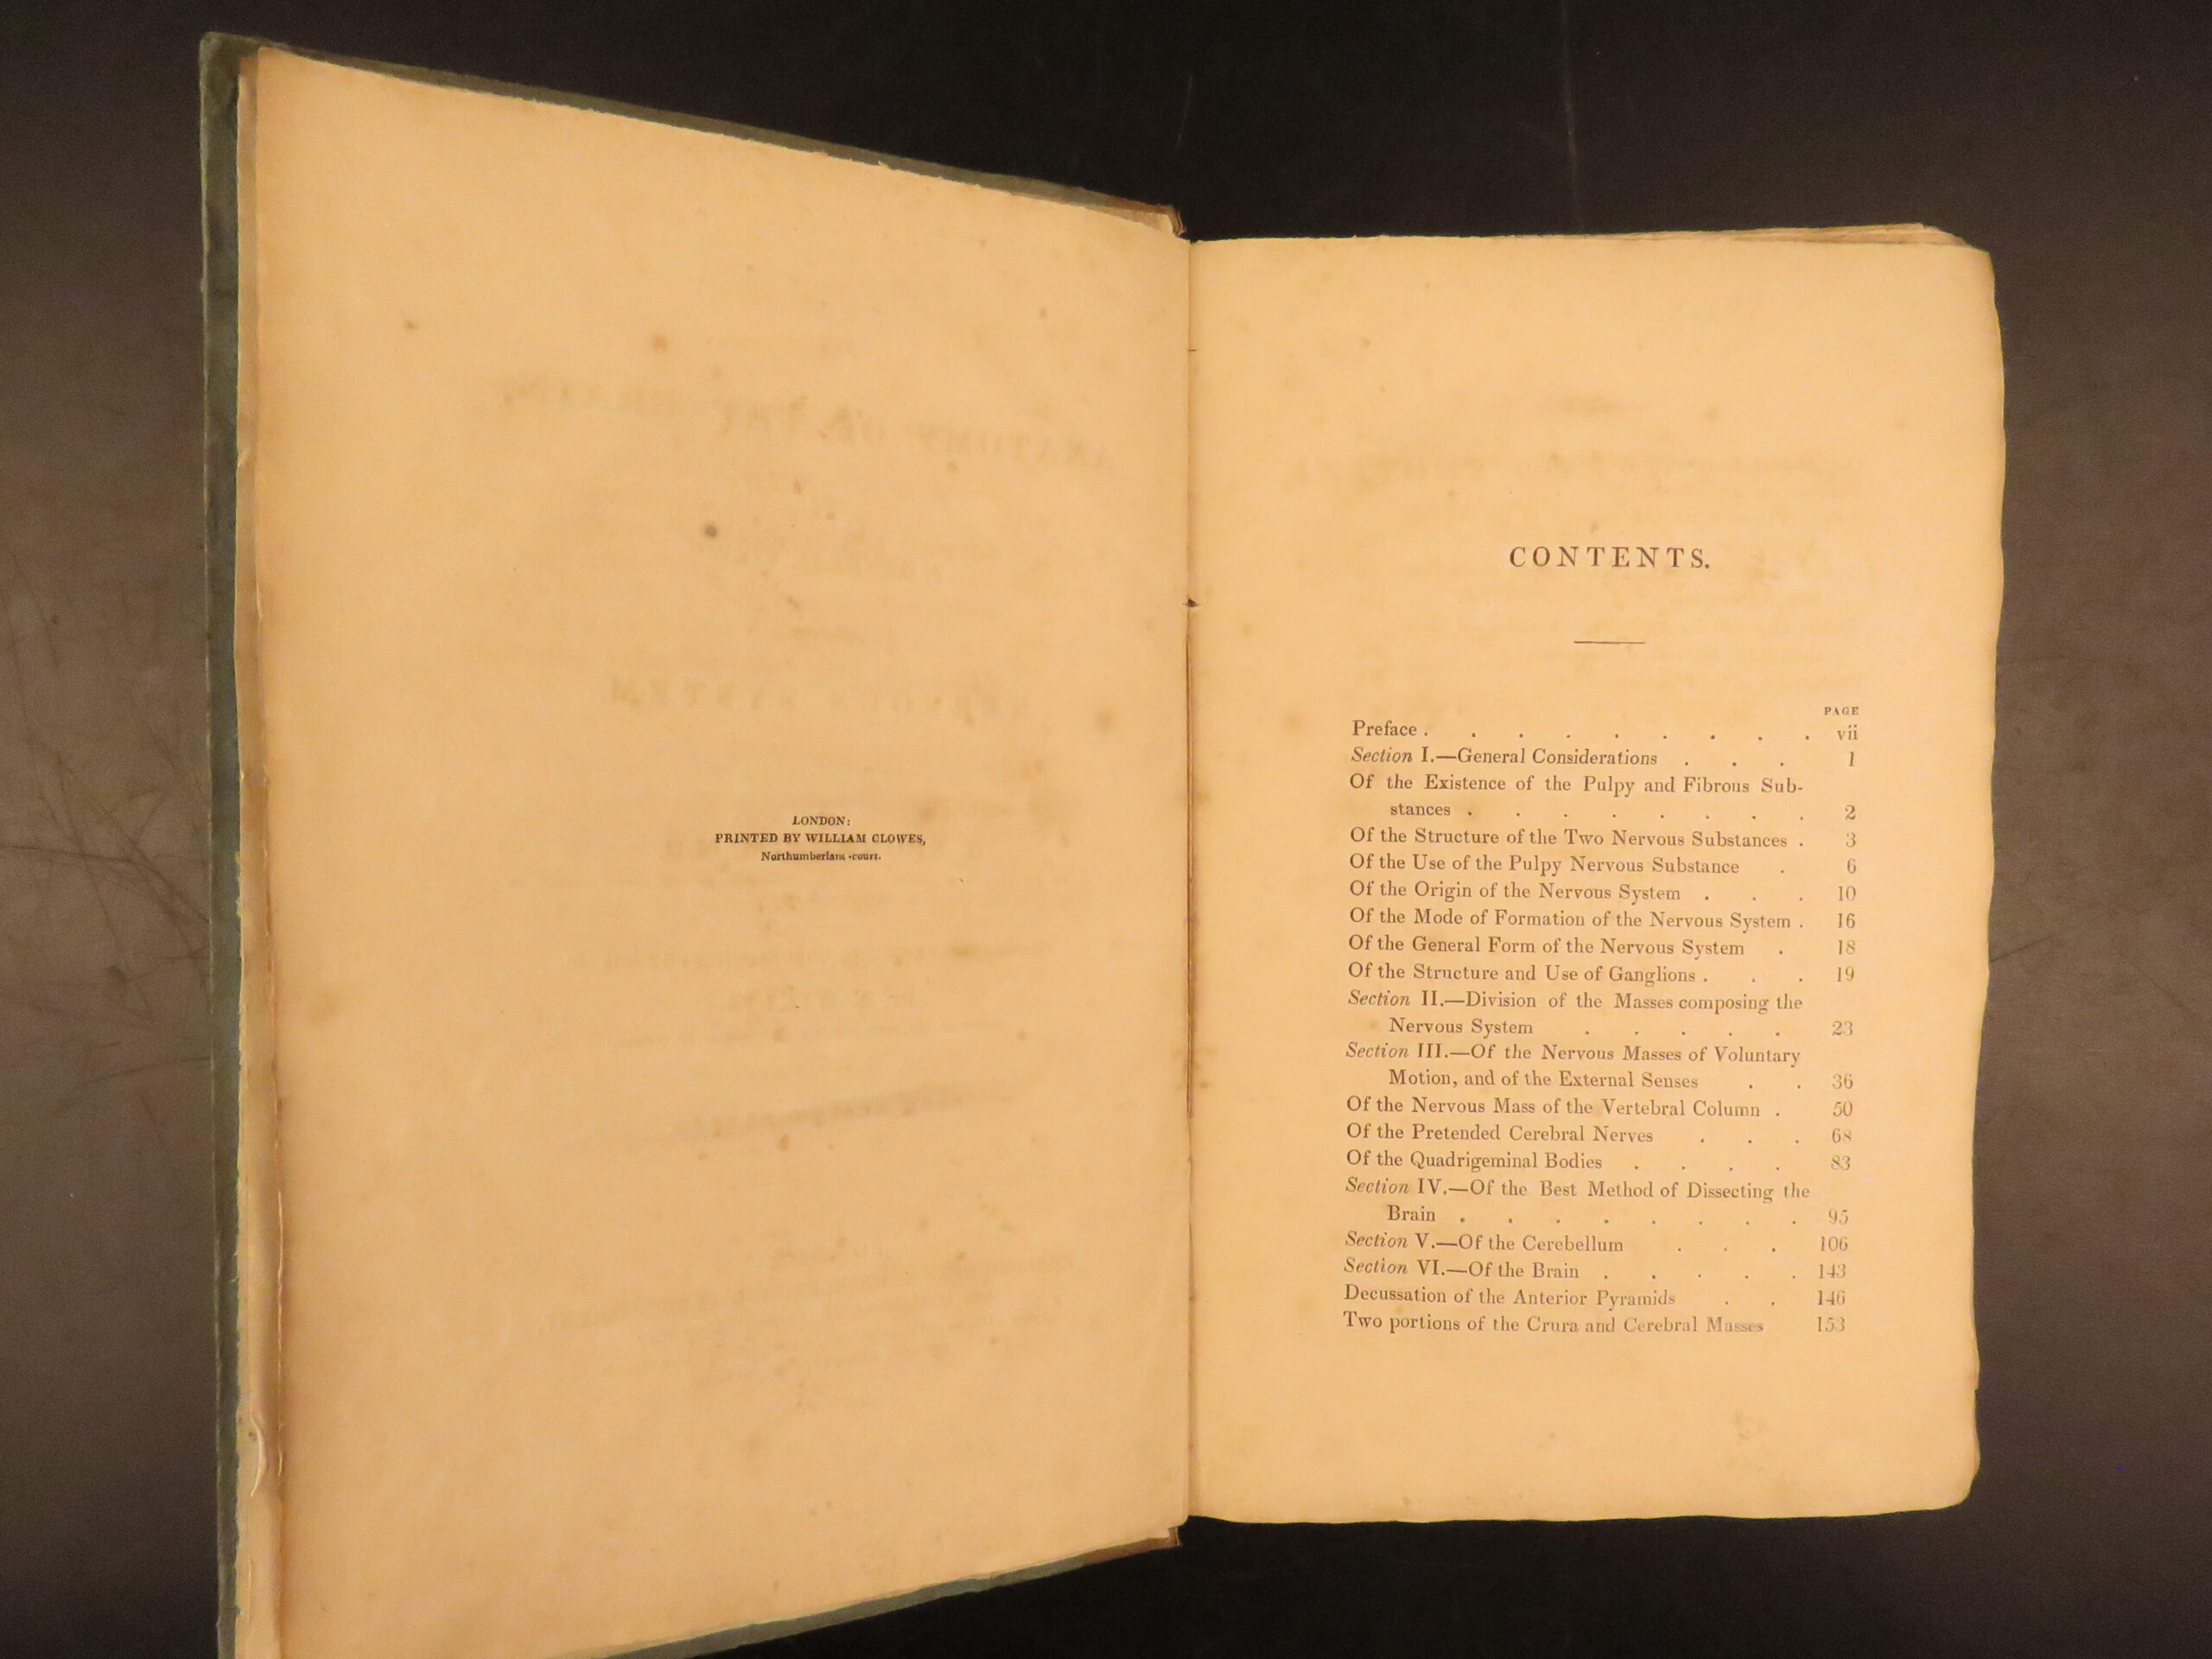 LONDON:
PRINTED BY WILLIAM CLOWES,
Northumberland-court.
CONTENTS.
PAGE
Preface . . . . . . . . . vii
Section I.—General Considerations . . . 1
Of the Existence of the Pulpy and Fibrous Sub-
stances . . . . . . . . 2
Of the Structure of the Two Nervous Substances . 3
Of the Use of the Pulpy Nervous Substance . 6
Of the Origin of the Nervous System . . . 10
Of the Mode of Formation of the Nervous System . 16
Of the General Form of the Nervous System . 18
Of the Structure and Use of Ganglions . . . 19
Section II.—Division of the Masses composing the
Nervous System . . . . . 23
Section III.—Of the Nervous Masses of Voluntary
Motion, and of the External Senses . . 36
Of the Nervous Mass of the Vertebral Column . 50
Of the Pretended Cerebral Nerves . . . 68
Of the Quadrigeminal Bodies . . . . 83
Section IV.—Of the Best Method of Dissecting the
Brain . . . . . . . . 95
Section V.—Of the Cerebellum . . . 106
Section VI.—Of the Brain . . . . . 143
Decussation of the Anterior Pyramids . . 146
Two portions of the Crura and Cerebral Masses 153